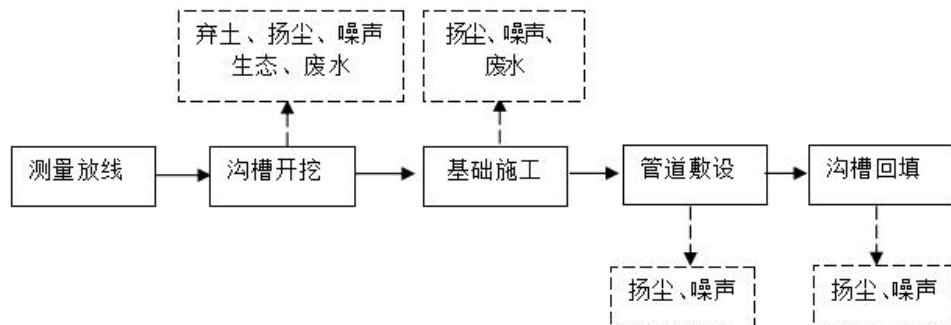 弃土、扬尘、噪声
生态、废水
扬尘、噪声、
废水
测量放线
沟槽开挖
基础施工
管道敷设
沟槽回填
扬尘、噪声
扬尘、噪声